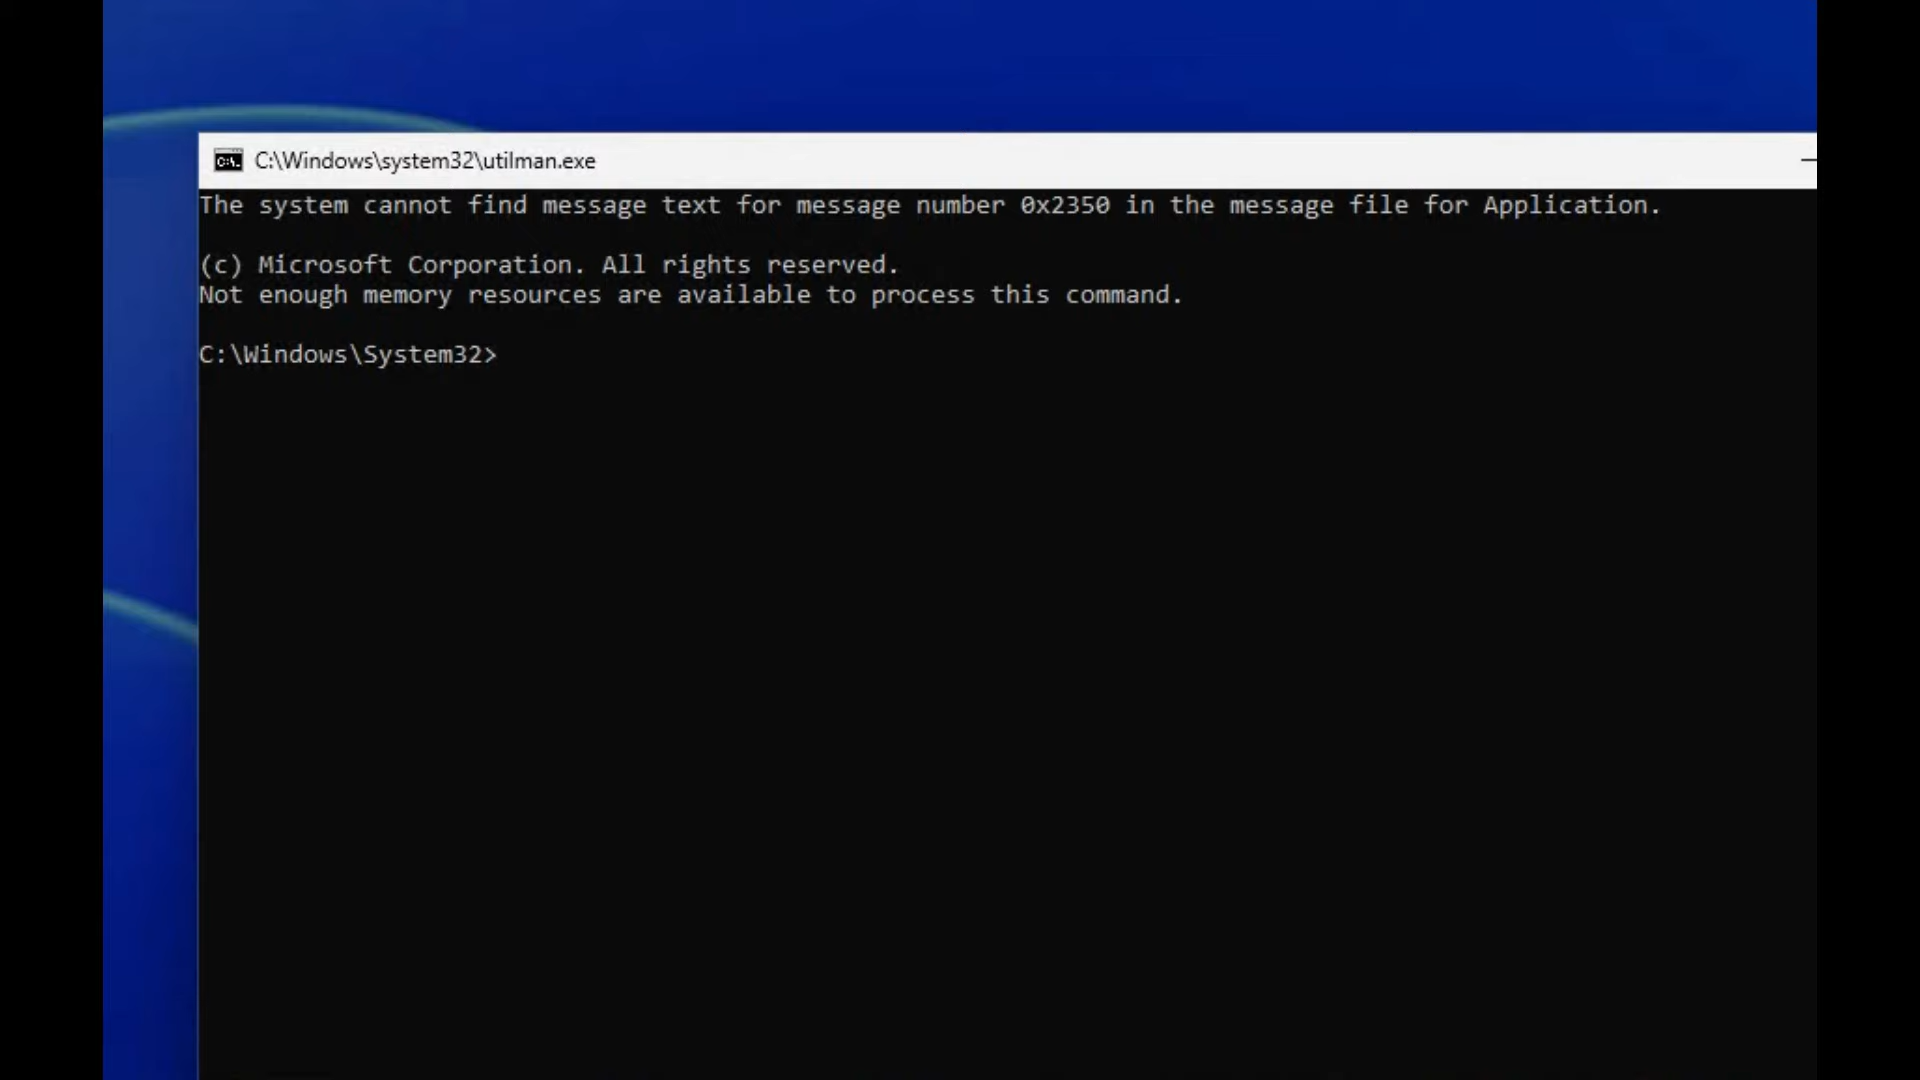 C:\Windows\system32\utilman.exe
The system cannot find message text for message number 0x2350 in the message file for Application.
(c) Microsoft Corporation. All rights reserved.
Not enough memory resources are available to process this command.
C:\Windows\System32>